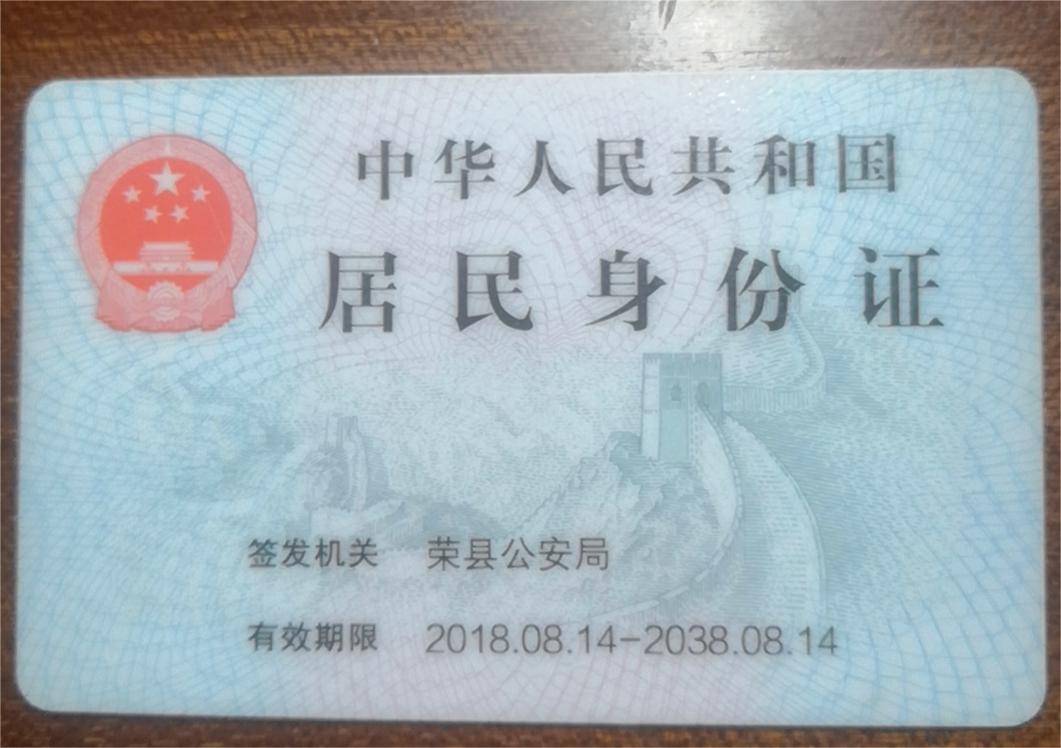 中华人民共和国
居民身份证
签发机关 荣县公安局
有效期限 2018.08.14-2038.08.14